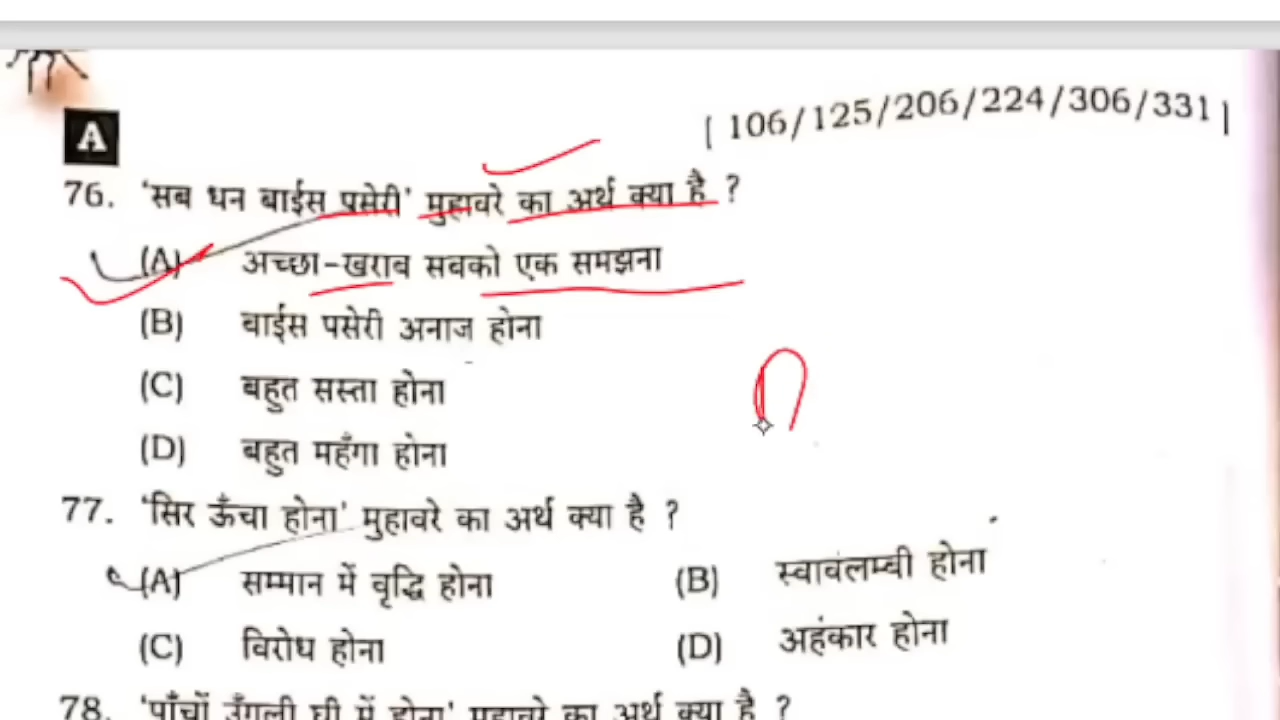 [ 106/125/206/224/306/331 ]
A
76. ‘सब धन बाईस पसेरी’ मुहावरे का अर्थ क्या है ?
(A) अच्छा-खराब सबको एक समझना
(B) बाईस पसेरी अनाज होना
(C) बहुत सस्ता होना
(D) बहुत महँगा होना
77. ‘सिर ऊँचा होना’ मुहावरे का अर्थ क्या है ?
(A) सम्मान में वृद्धि होना (B) स्वावलम्बी होना
(C) विरोध होना (D) अहंकार होना
78. ‘पाँचों उँगली घी में होना’ मुहावरे का अर्थ क्या है ?